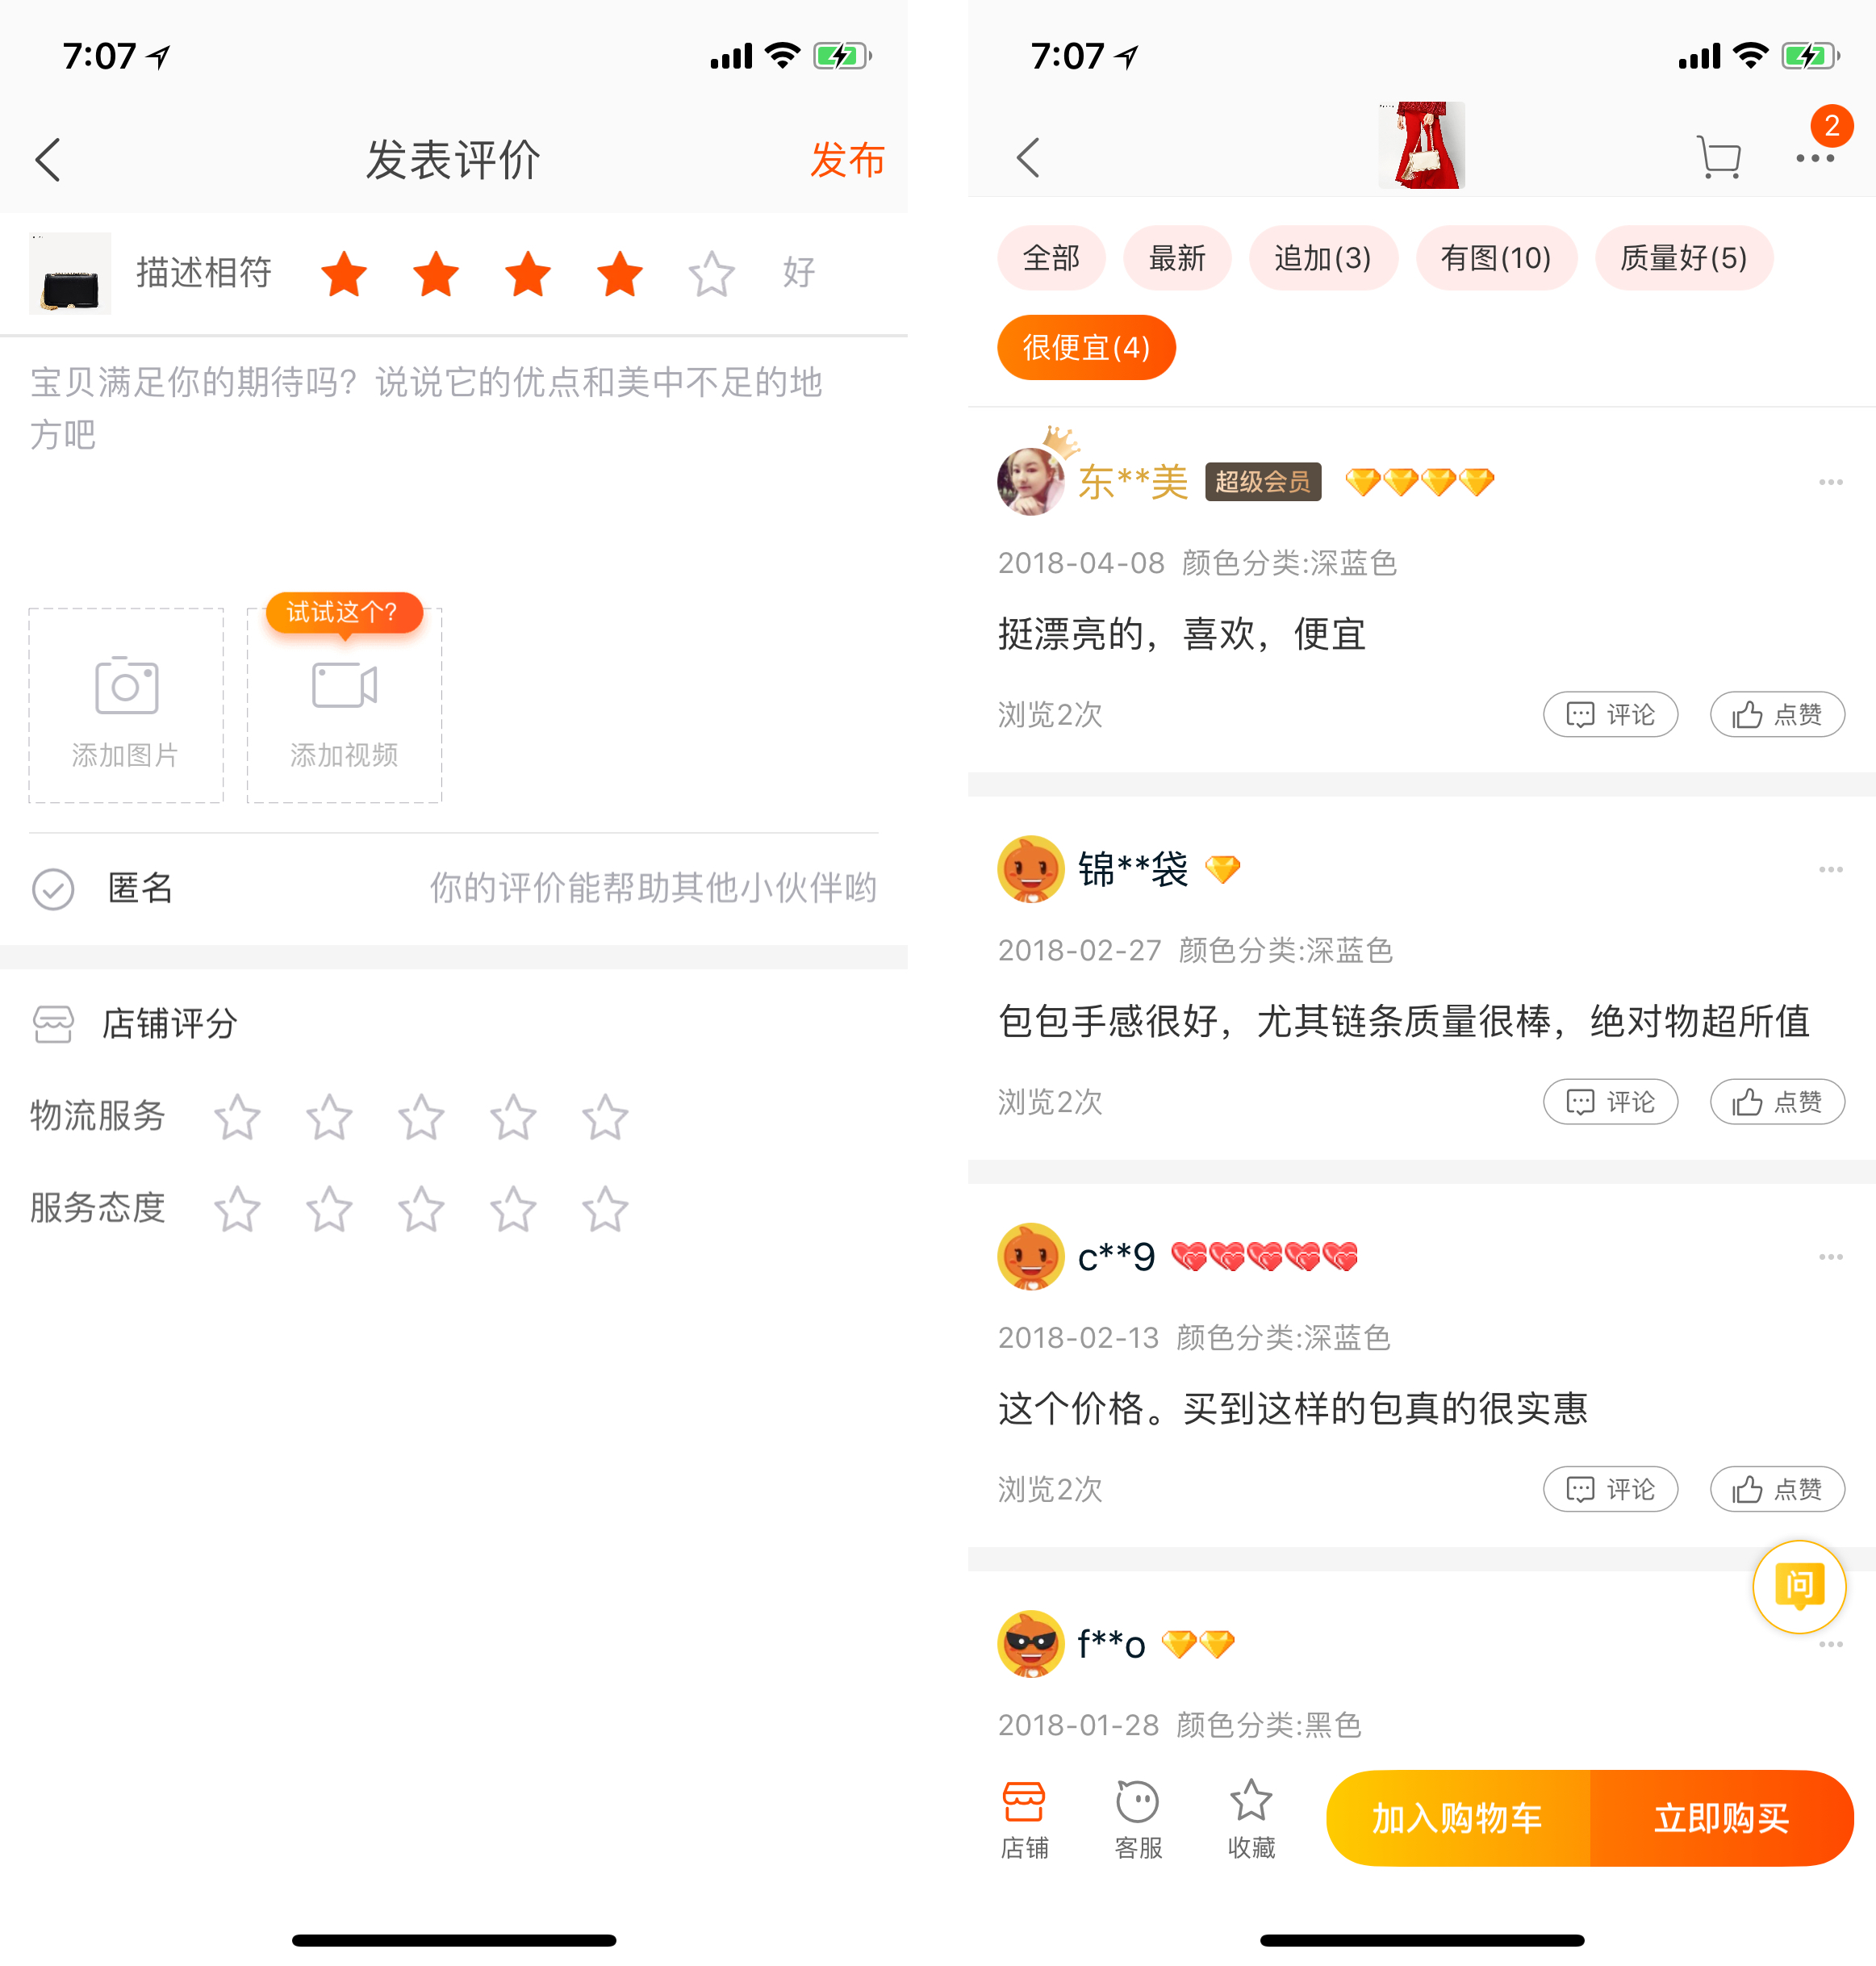 7:07
发表评价
发布
描述相符
好
宝贝满足你的期待吗？说说它的优点和美中不足的地
方吧
试试这个？
添加图片
添加视频
匿名
你的评价能帮助其他小伙伴哟
店铺评分
物流服务
服务态度
7:07
2
全部
最新
追加(3)
有图(10)
质量好(5)
很便宜(4)
东**美 超级会员
2018-04-08 颜色分类:深蓝色
挺漂亮的，喜欢，便宜
浏览2次
评论
点赞
锦**袋
2018-02-27 颜色分类:深蓝色
包包手感很好，尤其链条质量很棒，绝对物超所值
浏览2次
评论
点赞
c**9
2018-02-13 颜色分类:深蓝色
这个价格。买到这样的包真的很实惠
浏览2次
评论
点赞
问
f**o
2018-01-28 颜色分类:黑色
店铺
客服
收藏
加入购物车
立即购买